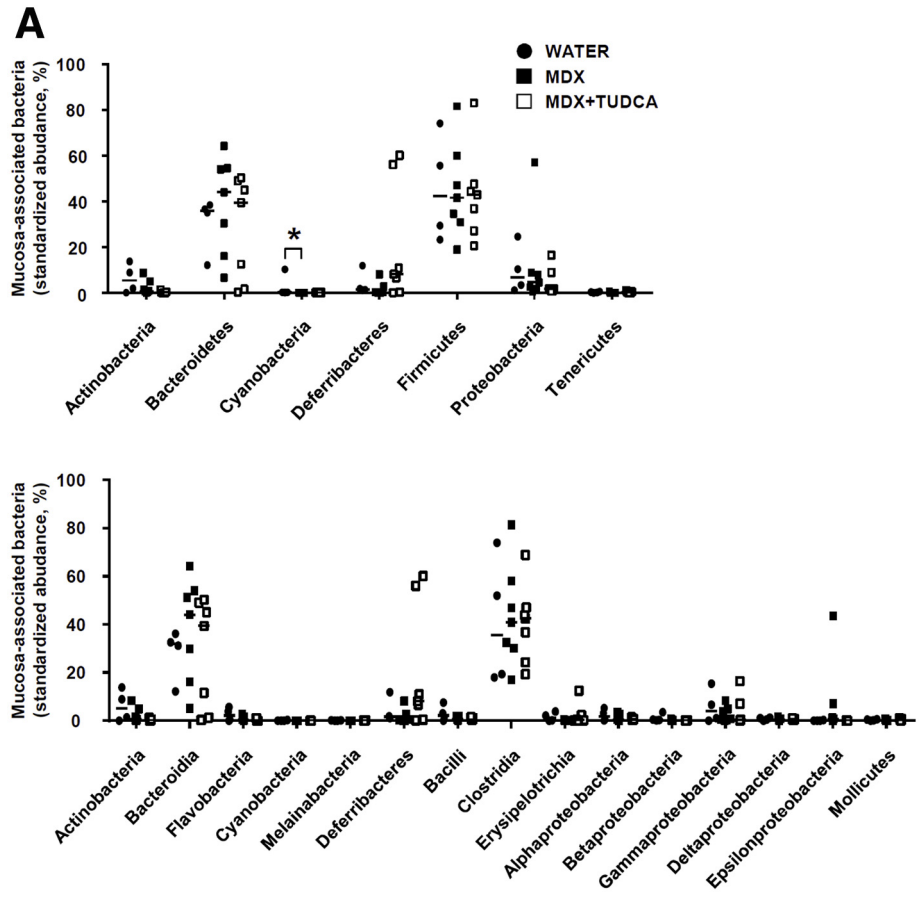 A
WATER
MDX
MDX+TUDCA
Mucosa-associated bacteria
(standardized abudance, %)
100
80
60
40
20
0
*
Actinobacteria
Bacteroidetes
Cyanobacteria
Deferribacteres
Firmicutes
Proteobacteria
Tenericutes
Mucosa-associated bacteria
(standardized abudance, %)
100
80
60
40
20
0
Actinobacteria
Bacteroidia
Flavobacteria
Cyanobacteria
Melainabacteria
Deferribacteres
Bacilli
Clostridia
Erysipelotrichia
Alphaproteobacteria
Betaproteobacteria
Gammaproteobacteria
Deltaproteobacteria
Epsilonproteobacteria
Mollicutes